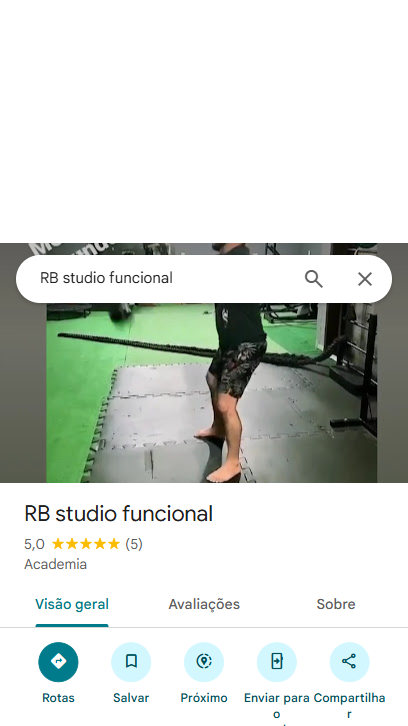 RB studio funcional
RB studio funcional
5,0 ★★★★★ (5)
Academia
Visão geral Avaliações Sobre
Rotas Salvar Próximo Enviar para Compartilha
o r